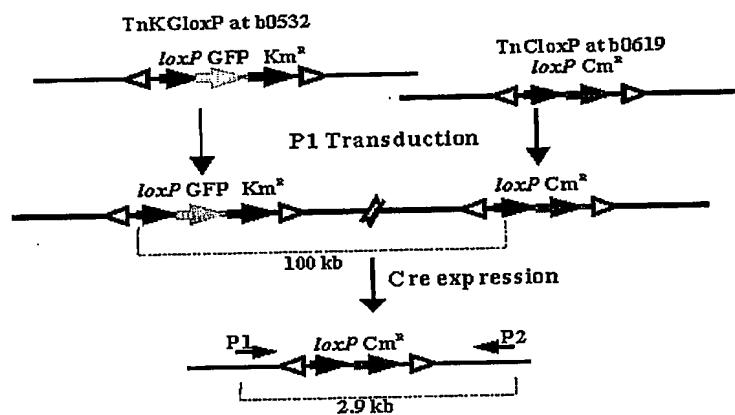 TnKGloxP at b0532
loxP GFP Km^R
TnCloxP at b0619
loxP Cm^R
P1 Transduction
loxP GFP Km^R
loxP Cm^R
100 kb
Cre expression
P1
loxP Cm^R
P2
2.9 kb